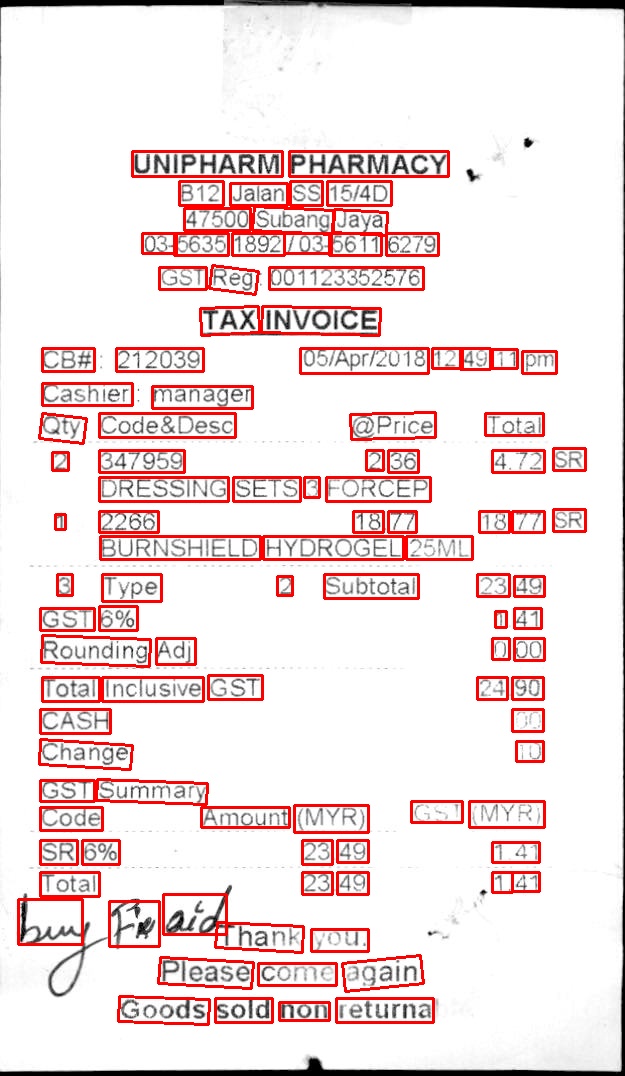 UNIPHARM PHARMACY
B12 Jalan SS 15/4D
47500 Subang Jaya
03-5635 1892 / 03-5611 6279
GST Reg: 001123352576
TAX INVOICE
CB#: 212039 05/Apr/2018 12:49:11 pm
Cashier: manager
Qty Code&Desc @Price Total
2 347959 2.36 4.72 SR
DRESSING SETS 3 FORCEP
1 2266 18.77 18.77 SR
BURNSHIELD HYDROGEL 25ML
3 Type 2 Subtotal 23.49
GST 6% 1.41
Rounding Adj 0.00
Total Inclusive GST 24.90
CASH 00
Change 10
GST Summary
Code Amount (MYR) GST (MYR)
SR 6% 23.49 1.41
Total 23.49 1.41
buy aid
Thank you.
Please come again
Goods sold non returna